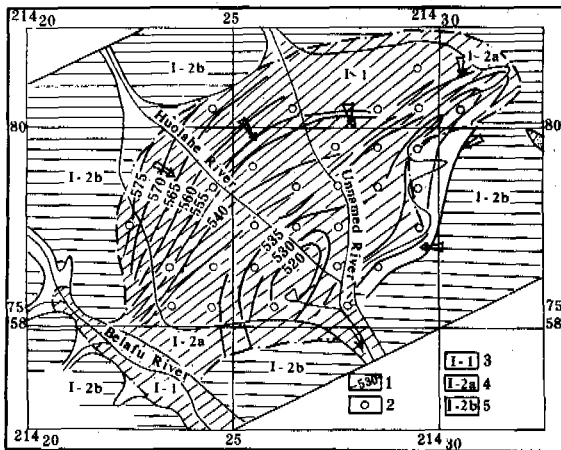 214 20 25 214 30
I-2b
I-2a
I-1
Huolahe River
80
I-2b
575
570
565
560
555
540
Unnamed River
I-2b
535
530
520
75
58
75
58
Belafu River
I-2a
I-2b
I-2b
I-1
530 1
2
I-1 3
I-2a 4
I-2b 5
214 20 25 214 30
80